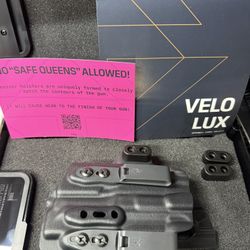 NO "SAFE QUEENS" ALLOWED!
holsters are uniquely formed to closely
match the contours of the gun.
IT WILL CAUSE WEAR TO THE FINISH OF YOUR GUN!
VELO
LUX